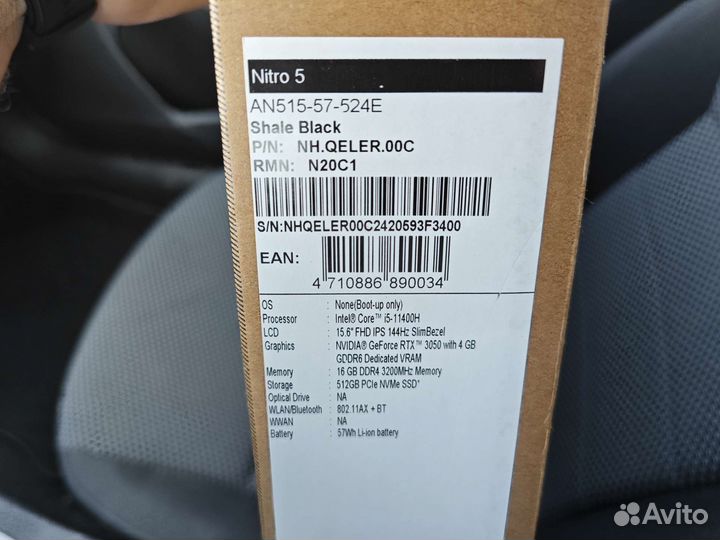 Nitro 5
AN515-57-524E
Shale Black
P/N: NH.QELER.00C
RMN: N20C1
S/N:NHQELER00C2420593F3400
EAN:
4 710886 890034
OS : None(Boot-up only)
Processor : Intel® Core™ i5-11400H
LCD : 15.6" FHD IPS 144Hz SlimBezel
Graphics : NVIDIA® GeForce RTX™ 3050 with 4 GB
GDDR6 Dedicated VRAM
Memory : 16 GB DDR4 3200MHz Memory
Storage : 512GB PCIe NVMe SSD*
Optical Drive : NA
WLAN/Bluetooth : 802.11AX + BT
WWAN : NA
Battery : 57Wh Li-ion battery
Avito